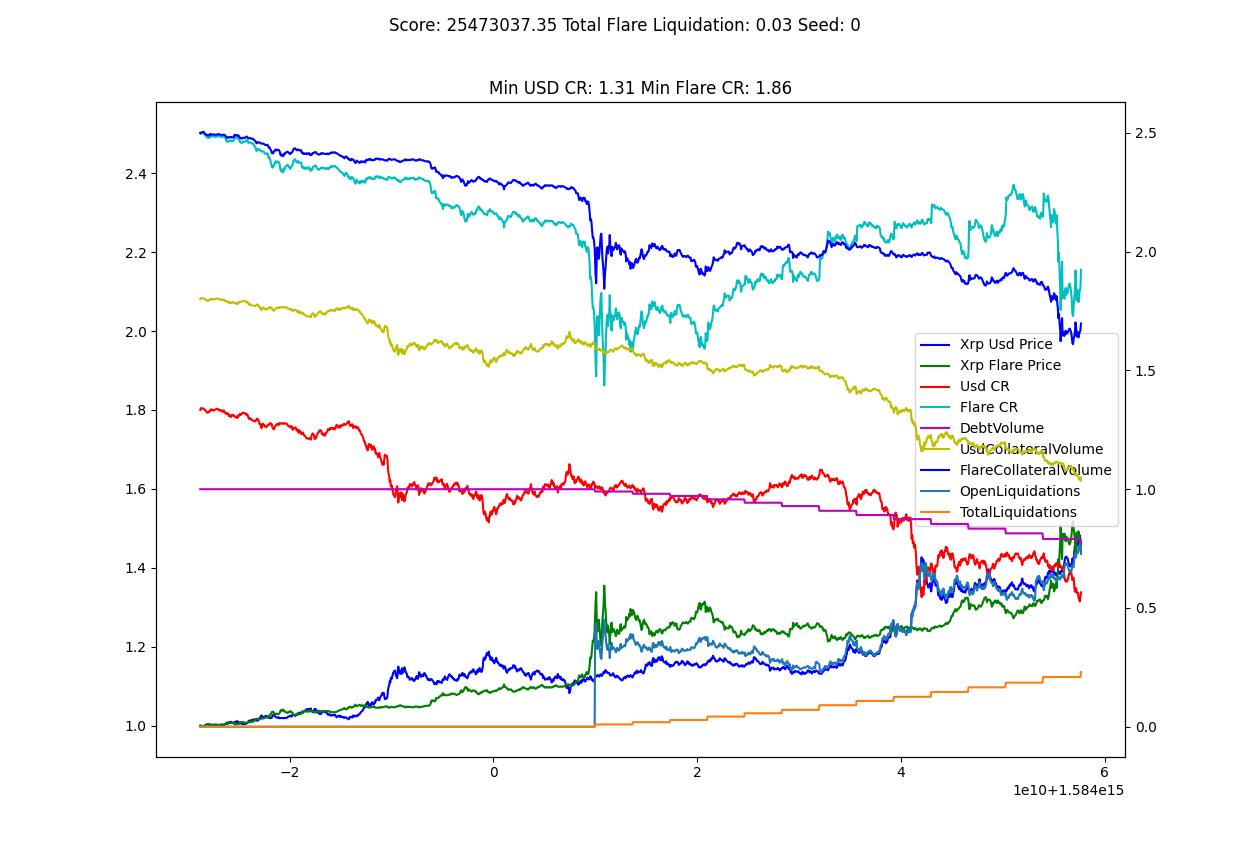 Score: 25473037.35 Total Flare Liquidation: 0.03 Seed: 0
Min USD CR: 1.31 Min Flare CR: 1.86
2.4
2.2
2.0
1.8
1.6
1.4
1.2
1.0
2.5
2.0
1.5
1.0
0.5
0.0
Xrp Usd Price
Xrp Flare Price
Usd CR
Flare CR
DebtVolume
UsdCollateralVolume
FlareCollateralVolume
OpenLiquidations
TotalLiquidations
−2 0 2 4 6
1e10+1.584e15